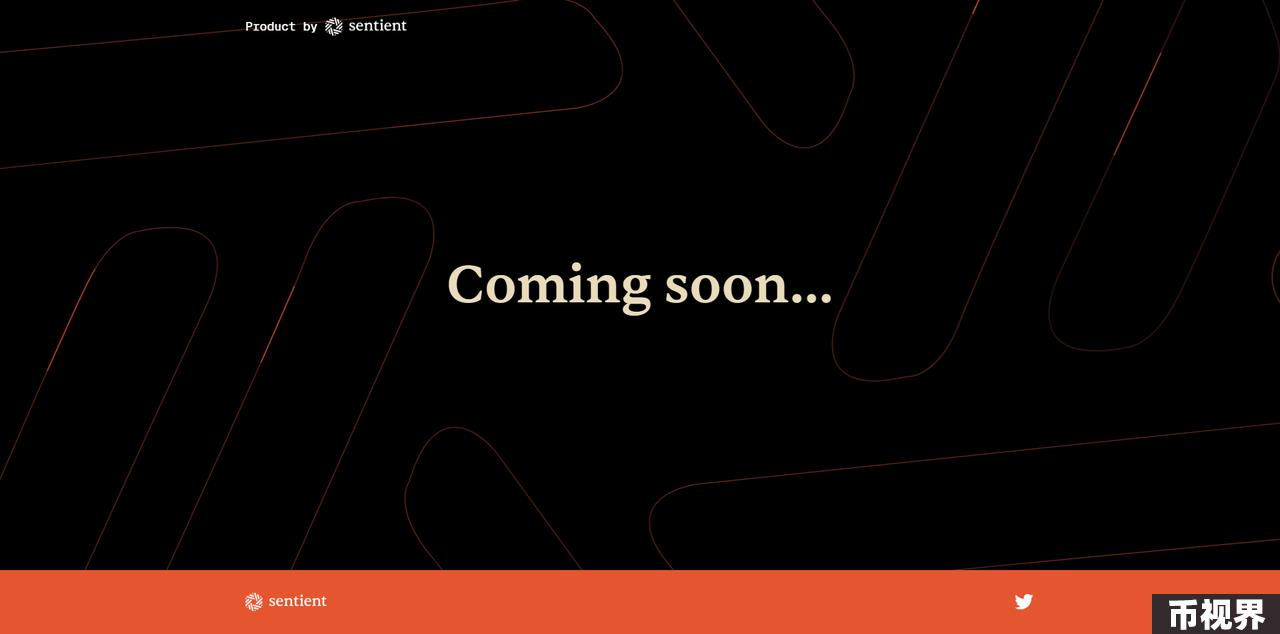 Product by sentient
Coming soon...
sentient
币视界